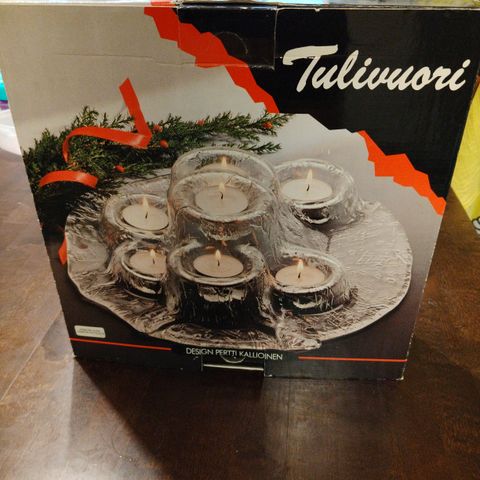 Tulivuori
DESIGN PERTTI KALLIOINEN